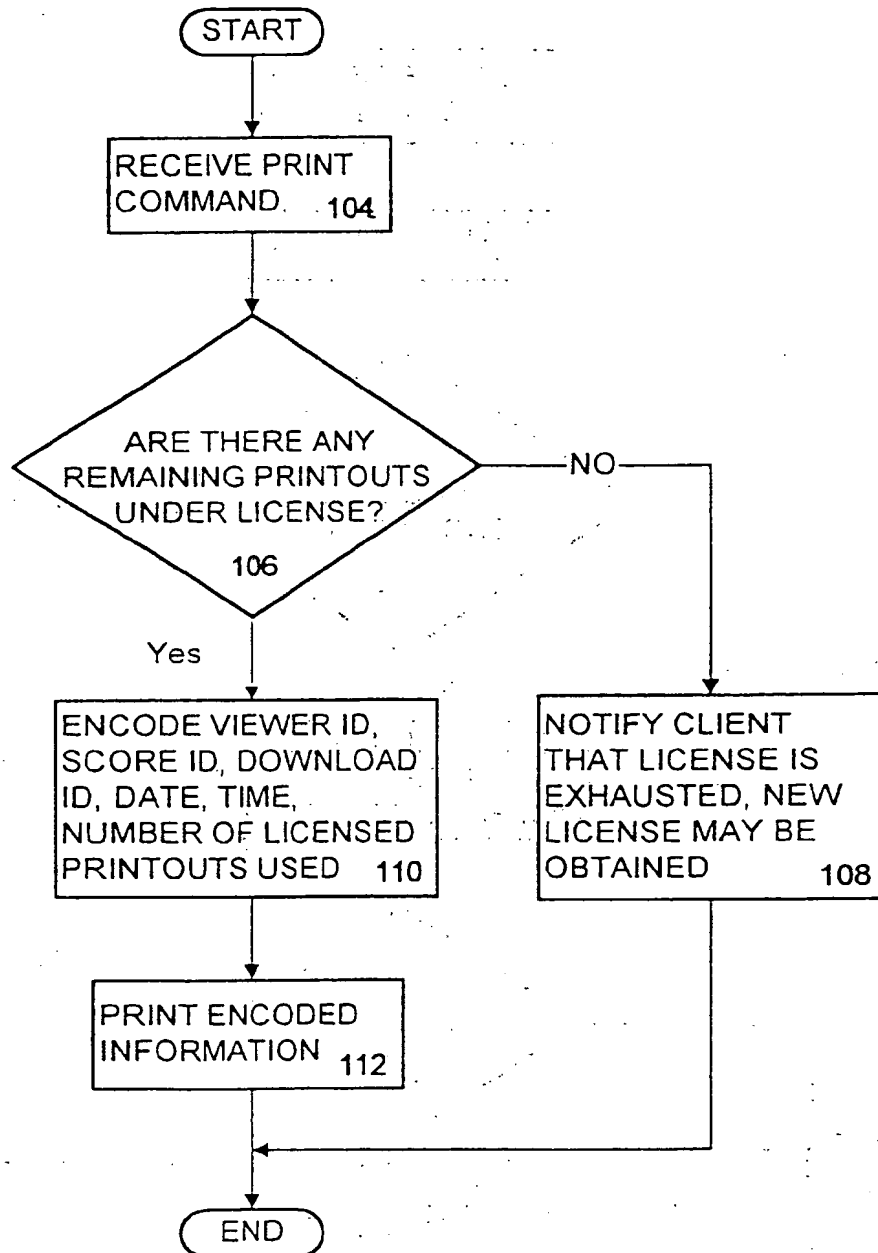 START
RECEIVE PRINT
COMMAND. 104
ARE THERE ANY
REMAINING PRINTOUTS
UNDER LICENSE?
106
NO
Yes
ENCODE VIEWER ID,
SCORE ID, DOWNLOAD
ID, DATE, TIME,
NUMBER OF LICENSED
PRINTOUTS USED 110
NOTIFY CLIENT
THAT LICENSE IS
EXHAUSTED, NEW
LICENSE MAY BE
OBTAINED 108
PRINT ENCODED
INFORMATION 112
END